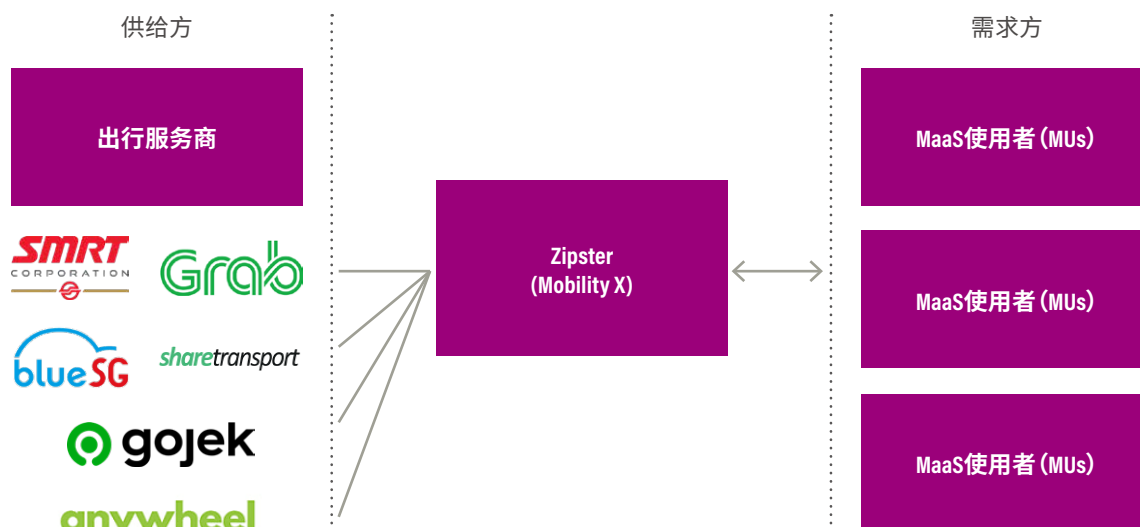 供给方
需求方
出行服务商
MaaS使用者(MUs)
SMRT
CORPORATION
Grab
Zipster
(Mobility X)
MaaS使用者(MUs)
blueSG
sharetransport
gojek
MaaS使用者(MUs)
anywheel